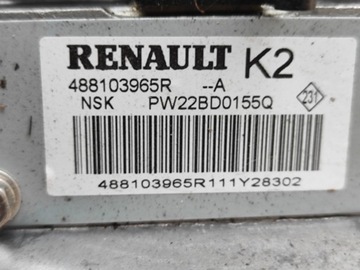 RENAULT K2
488103965R --A
NSK PW22BD0155Q
231
488103965R111Y28302